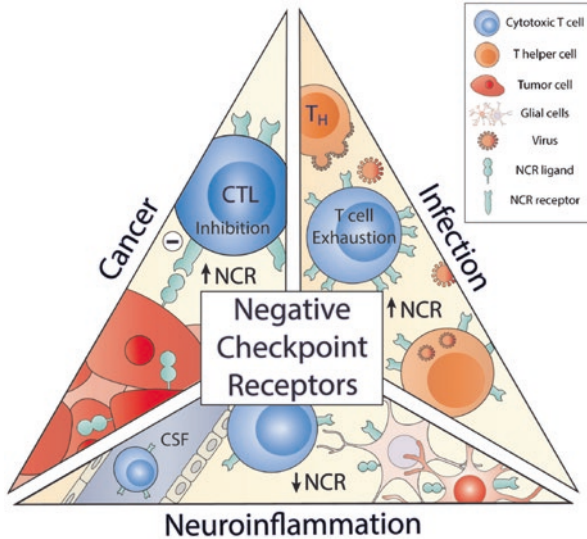 Cytotoxic T cell
T helper cell
Tumor cell
Glial cells
Virus
NCR ligand
NCR receptor
Cancer
CTL
Inhibition
−
↑NCR
Infection
TH
T cell
Exhaustion
↑NCR
Negative
Checkpoint
Receptors
CSF
↓NCR
Neuroinflammation